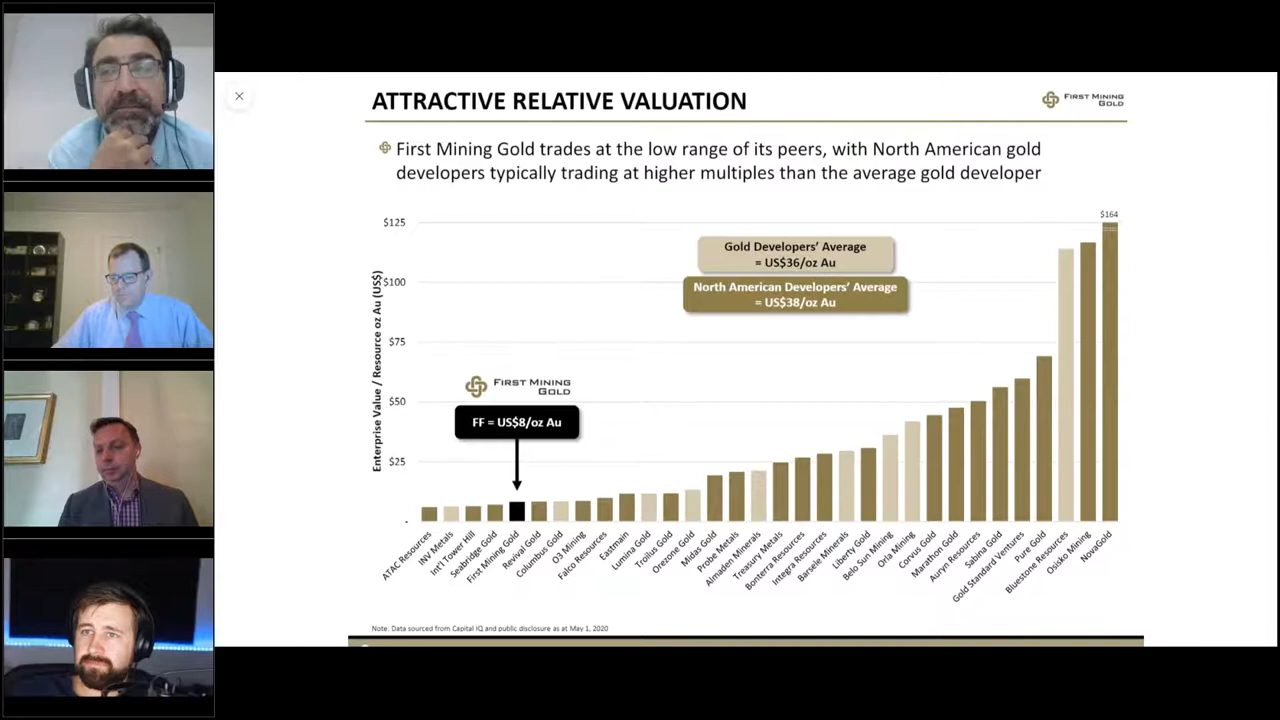 ATTRACTIVE RELATIVE VALUATION
FIRST MINING
GOLD
First Mining Gold trades at the low range of its peers, with North American gold
developers typically trading at higher multiples than the average gold developer
Enterprise Value / Resource oz Au (US$)
$125
$100
$75
$50
$25
-
$164
Gold Developers' Average
= US$36/oz Au
North American Developers' Average
= US$38/oz Au
FIRST MINING
GOLD
FF = US$8/oz Au
ATAC Resources
INV Metals
Int'l Tower Hill
Seabridge Gold
First Mining Gold
Revival Gold
Columbus Gold
O3 Mining
Falco Resources
Eastmain
Lumina Gold
Troilus Gold
Orezone Gold
Midas Gold
Probe Metals
Almaden Minerals
Treasury Metals
Bonterra Resources
Integra Resources
Barsele Minerals
Liberty Gold
Belo Sun Mining
Orla Mining
Corvus Gold
Marathon Gold
Auryn Resources
Sabina Gold
Gold Standard Ventures
Pure Gold
Bluestone Resources
Osisko Mining
NovaGold
Note: Data sourced from Capital IQ and public disclosure as at May 1, 2020